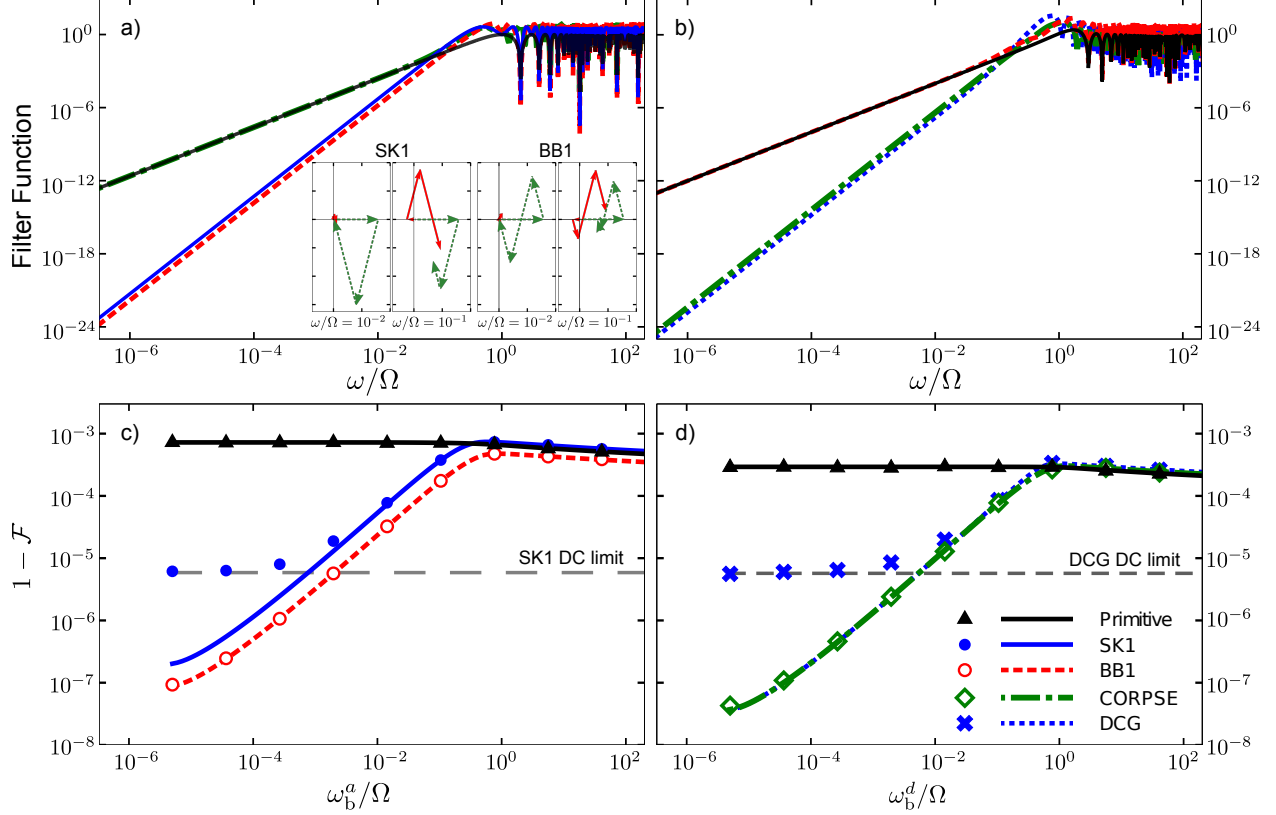 a)
b)
Filter Function
10^0
10^{-6}
10^{-12}
10^{-18}
10^{-24}
10^0
10^{-6}
10^{-12}
10^{-18}
10^{-24}
SK1
BB1
ω/Ω = 10^{-2}
ω/Ω = 10^{-1}
ω/Ω = 10^{-2}
ω/Ω = 10^{-1}
10^{-6}
10^{-4}
10^{-2}
10^0
10^2
10^{-6}
10^{-4}
10^{-2}
10^0
10^2
ω/Ω
ω/Ω
c)
d)
1 − F
10^{-3}
10^{-4}
10^{-5}
10^{-6}
10^{-7}
10^{-8}
10^{-3}
10^{-4}
10^{-5}
10^{-6}
10^{-7}
10^{-8}
SK1 DC limit
DCG DC limit
Primitive
SK1
BB1
CORPSE
DCG
10^{-6}
10^{-4}
10^{-2}
10^0
10^2
10^{-6}
10^{-4}
10^{-2}
10^0
10^2
ω_b^a/Ω
ω_b^d/Ω